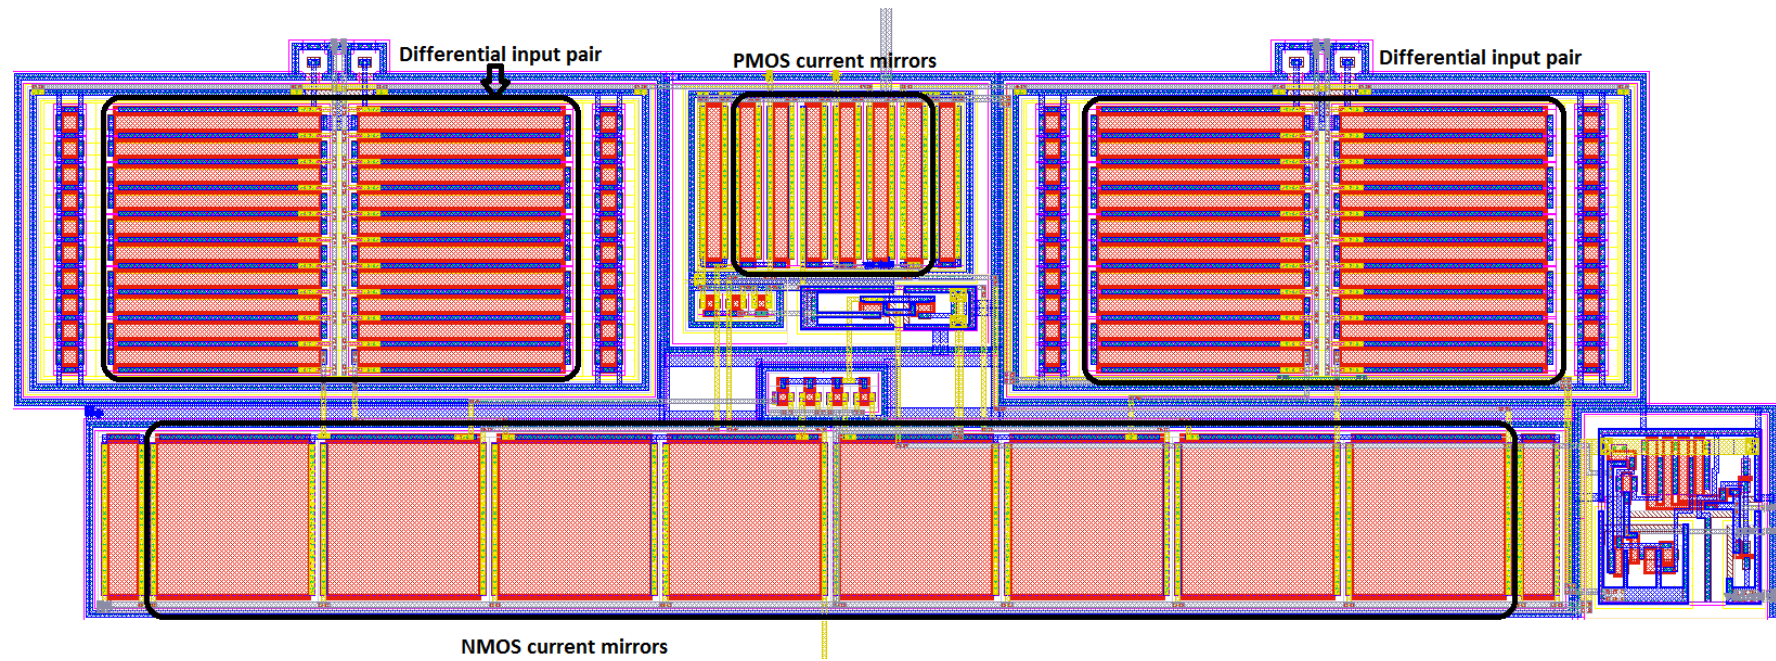 Differential input pair
PMOS current mirrors
Differential input pair
NMOS current mirrors